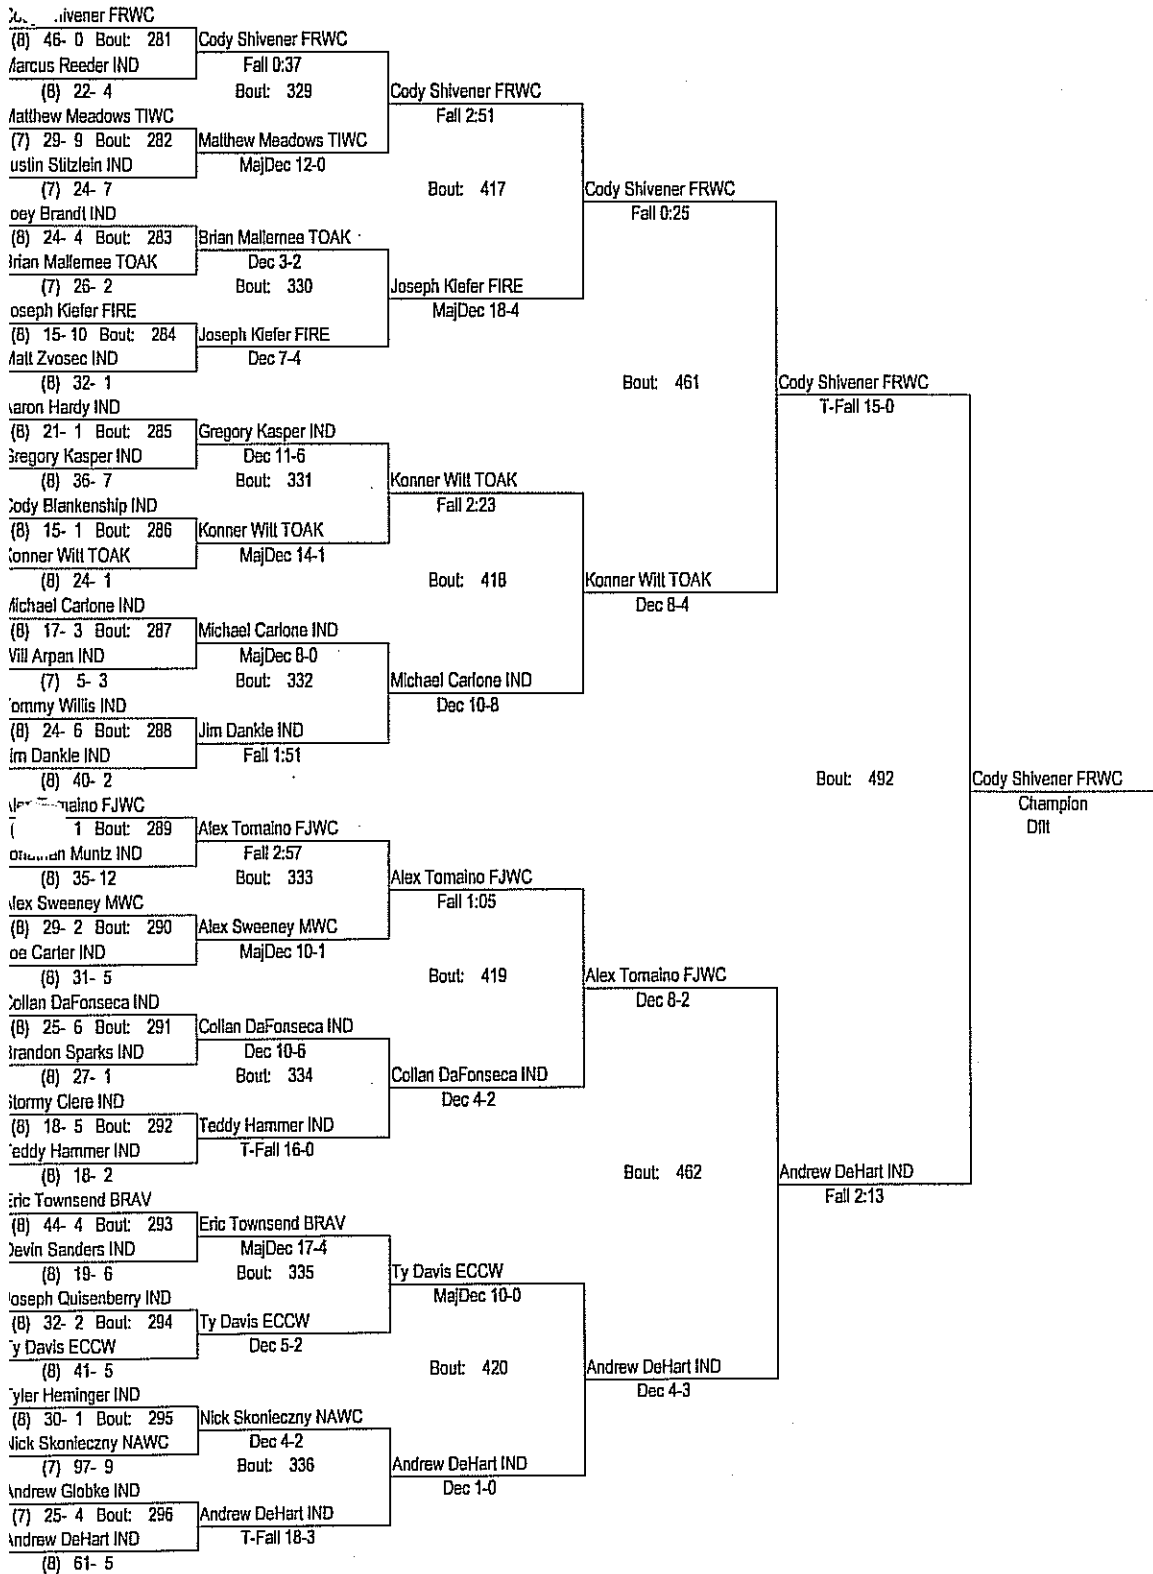 ivener FRWC
(8) 46- 0 Bout: 281
Marcus Reeder IND
(8) 22- 4
Matthew Meadows TIWC
(7) 29- 9 Bout: 282
ustin Stitzlein IND
(7) 24- 7
oey Brandt IND
(8) 24- 4 Bout: 283
Brian Mallernee TOAK
(7) 26- 2
oseph Kiefer FIRE
(8) 15- 10 Bout: 284
Matt Zvosec IND
(8) 32- 1
Aaron Hardy IND
(8) 21- 1 Bout: 285
Gregory Kasper IND
(8) 36- 7
Cody Blankenship IND
(8) 15- 1 Bout: 286
Konner Witt TOAK
(8) 24- 1
Michael Carlone IND
(8) 17- 3 Bout: 287
Will Arpan IND
(7) 5- 3
Tommy Willis IND
(8) 24- 6 Bout: 288
Jim Dankle IND
(8) 40- 2
maino FJWC
1 Bout: 289
Muntz IND
(8) 35- 12
Alex Sweeney MWC
(8) 29- 2 Bout: 290
oe Carter IND
(8) 31- 5
Collan DaFonseca IND
(8) 25- 6 Bout: 291
Brandon Sparks IND
(8) 27- 1
Stormy Clere IND
(8) 18- 5 Bout: 292
Teddy Hammer IND
(8) 18- 2
Eric Townsend BRAV
(8) 44- 4 Bout: 293
Devin Sanders IND
(8) 19- 6
Joseph Quisenberry IND
(8) 32- 2 Bout: 294
Ty Davis ECCW
(8) 41- 5
Tyler Heminger IND
(8) 30- 1 Bout: 295
Nick Skonieczny NAWC
(7) 97- 9
Andrew Globke IND
(7) 25- 4 Bout: 296
Andrew DeHart IND
(8) 61- 5
Cody Shivener FRWC
Fall 0:37
Bout: 329
Matthew Meadows TIWC
MajDec 12-0
Brian Mallernee TOAK
Dec 3-2
Bout: 330
Joseph Kiefer FIRE
Dec 7-4
Gregory Kasper IND
Dec 11-6
Bout: 331
Konner Witt TOAK
MajDec 14-1
Michael Carlone IND
MajDec 8-0
Bout: 332
Jim Dankle IND
Fall 1:51
Alex Tomaino FJWC
Fall 2:57
Bout: 333
Alex Sweeney MWC
MajDec 10-1
Collan DaFonseca IND
Dec 10-6
Bout: 334
Teddy Hammer IND
T-Fall 16-0
Eric Townsend BRAV
MajDec 17-4
Bout: 335
Ty Davis ECCW
Dec 5-2
Nick Skonieczny NAWC
Dec 4-2
Bout: 336
Andrew DeHart IND
T-Fall 18-3
Cody Shivener FRWC
Fall 2:51
Bout: 417
Joseph Kiefer FIRE
MajDec 18-4
Konner Witt TOAK
Fall 2:23
Bout: 418
Michael Carlone IND
Dec 10-8
Alex Tomaino FJWC
Fall 1:05
Bout: 419
Collan DaFonseca IND
Dec 4-2
Ty Davis ECCW
MajDec 10-0
Bout: 420
Andrew DeHart IND
Dec 1-0
Cody Shivener FRWC
Fall 0:25
Bout: 461
Konner Witt TOAK
Dec 8-4
Alex Tomaino FJWC
Dec 8-2
Bout: 462
Andrew DeHart IND
Dec 4-3
Cody Shivener FRWC
T-Fall 15-0
Bout: 492
Andrew DeHart IND
Fall 2:13
Cody Shivener FRWC
Champion
Dflt